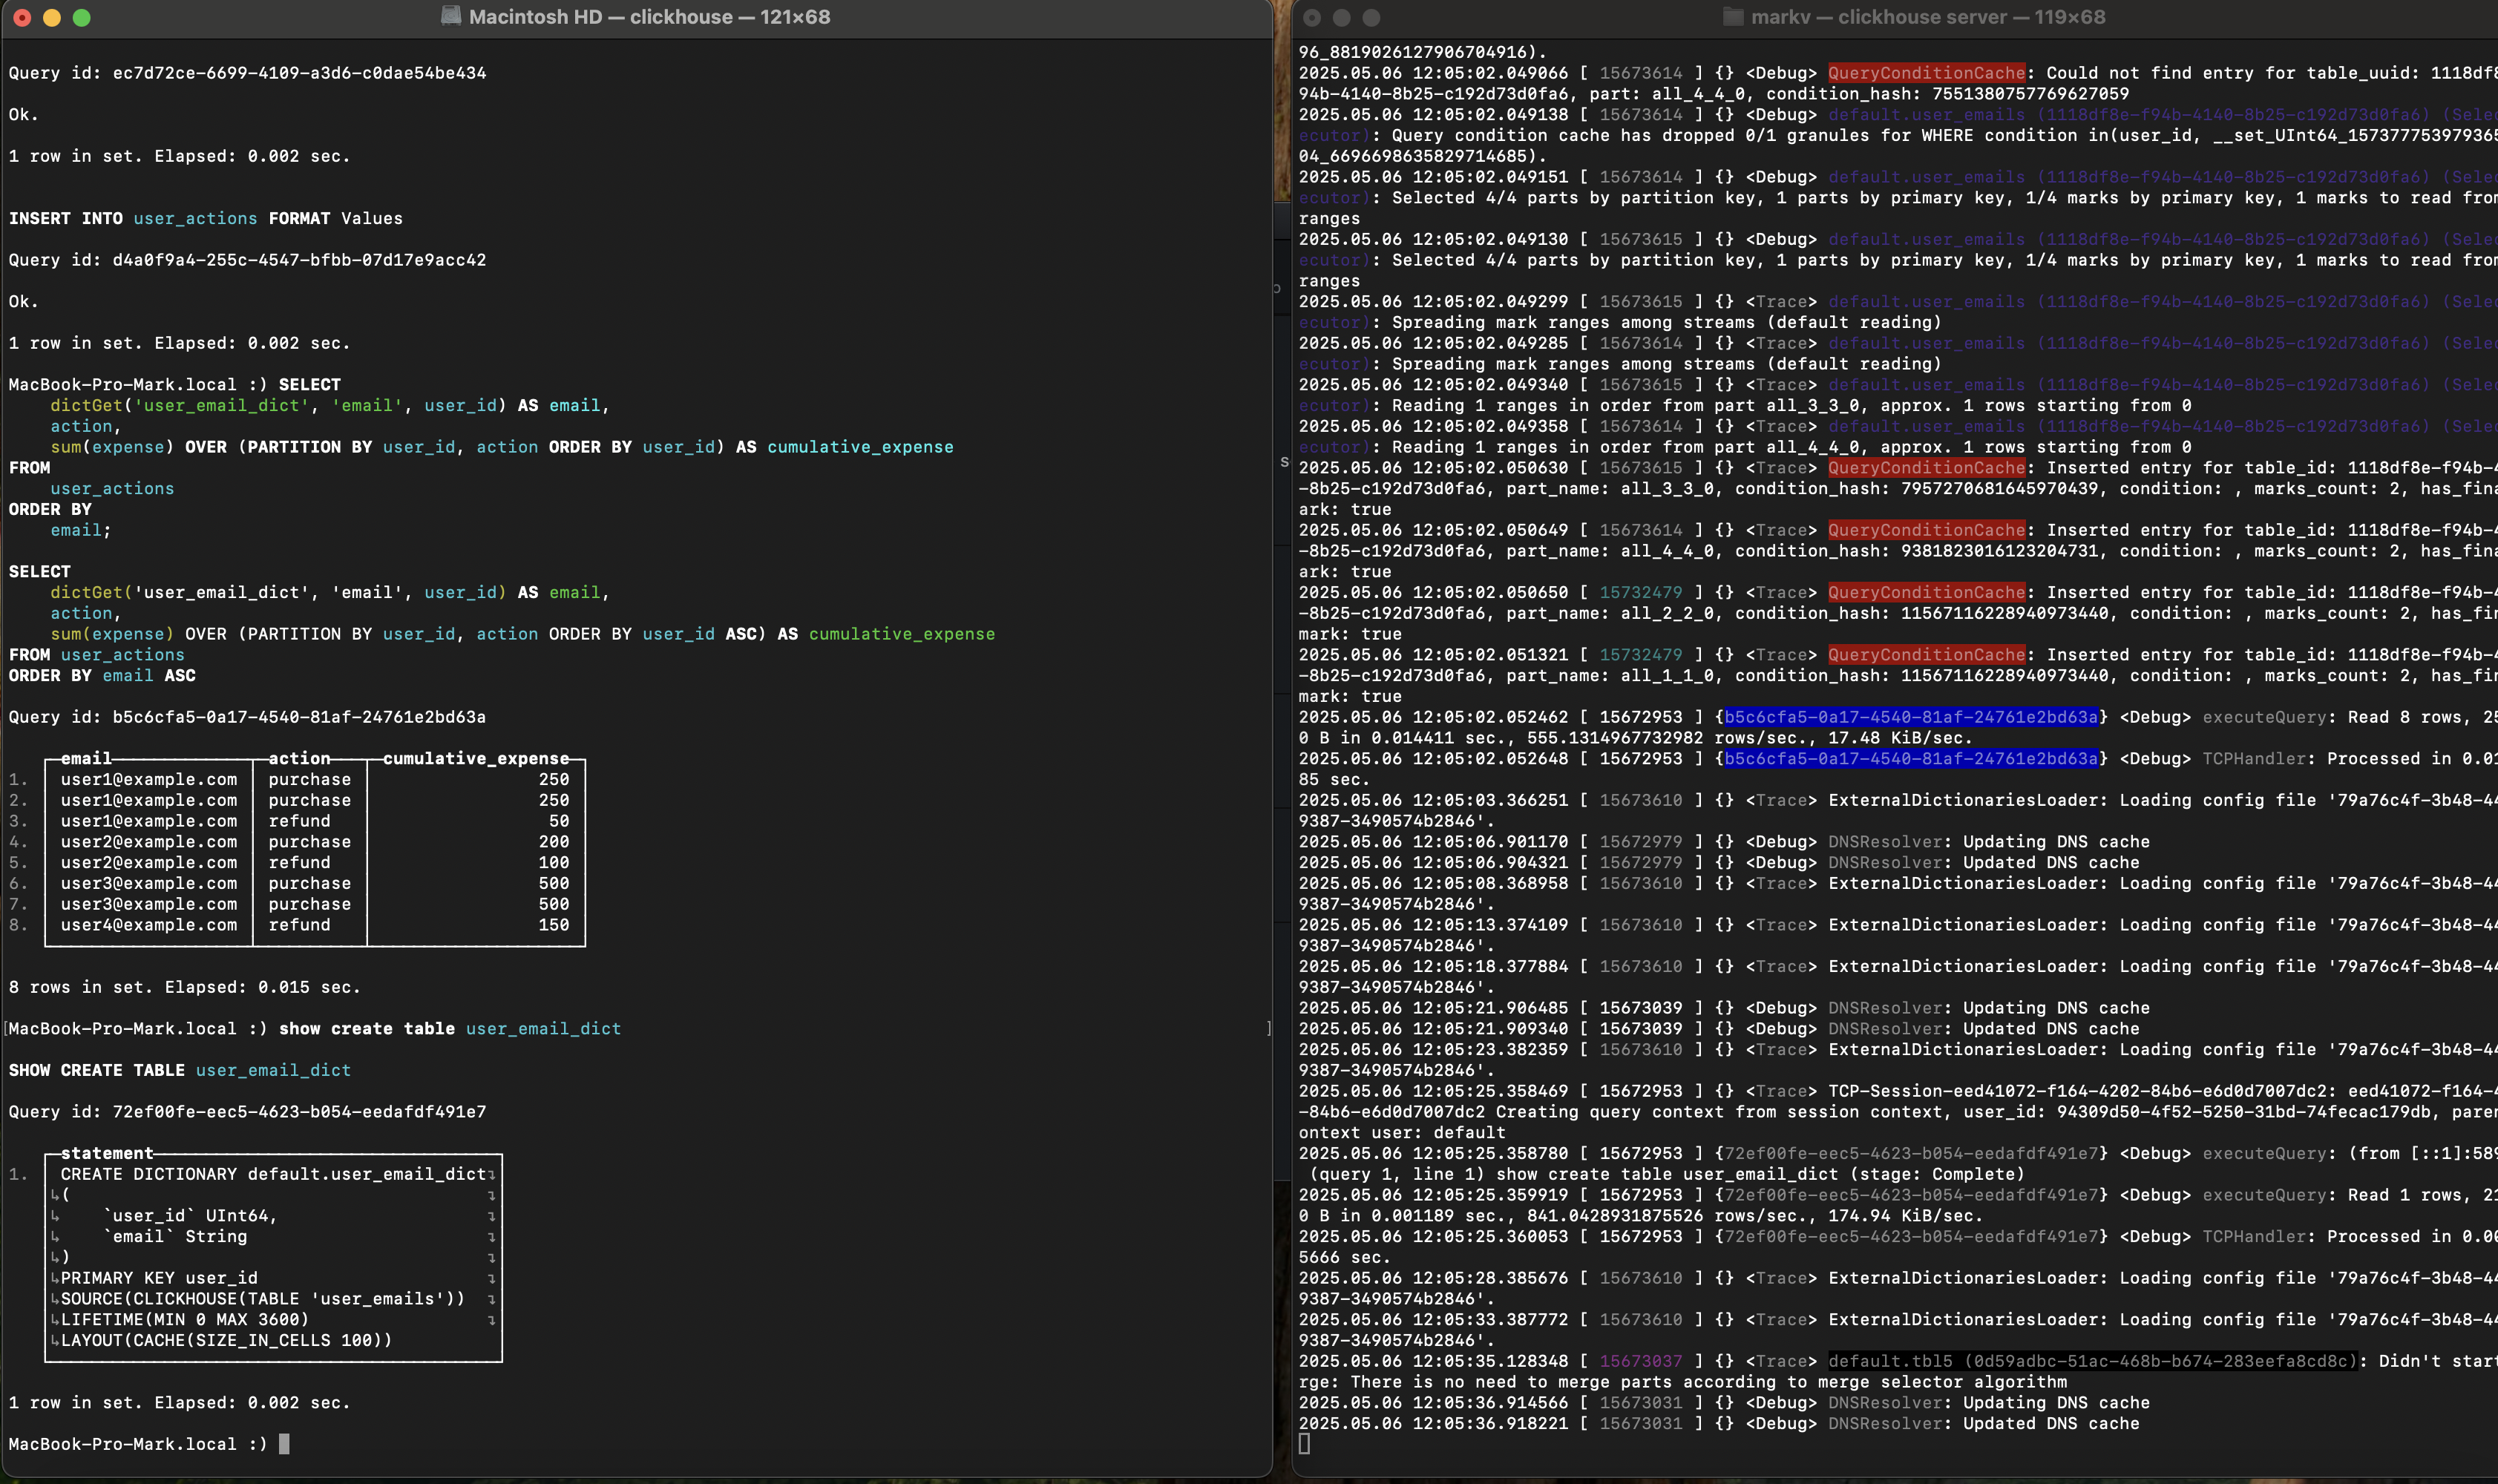 Macintosh HD — clickhouse — 121×68
Query id: ec7d72ce-6699-4109-a3d6-c0dae54be434
Ok.
1 row in set. Elapsed: 0.002 sec.
INSERT INTO user_actions FORMAT Values
Query id: d4a0f9a4-255c-4547-bfbb-07d17e9acc42
Ok.
1 row in set. Elapsed: 0.002 sec.
MacBook-Pro-Mark.local :) SELECT
    dictGet('user_email_dict', 'email', user_id) AS email,
    action,
    sum(expense) OVER (PARTITION BY user_id, action ORDER BY user_id) AS cumulative_expense
FROM
    user_actions
ORDER BY
    email;
SELECT
    dictGet('user_email_dict', 'email', user_id) AS email,
    action,
    sum(expense) OVER (PARTITION BY user_id, action ORDER BY user_id ASC) AS cumulative_expense
FROM user_actions
ORDER BY email ASC
Query id: b5c6cfa5-0a17-4540-81af-24761e2bd63a
email action cumulative_expense
1. user1@example.com purchase 250
2. user1@example.com purchase 250
3. user1@example.com refund 50
4. user2@example.com purchase 200
5. user2@example.com refund 100
6. user3@example.com purchase 500
7. user3@example.com purchase 500
8. user4@example.com refund 150
8 rows in set. Elapsed: 0.015 sec.
[MacBook-Pro-Mark.local :) show create table user_email_dict ]
SHOW CREATE TABLE user_email_dict
Query id: 72ef00fe-eec5-4623-b054-eedafdf491e7
statement
1. CREATE DICTIONARY default.user_email_dict↴
↳( ↴
↳    `user_id` UInt64, ↴
↳    `email` String ↴
↳) ↴
↳PRIMARY KEY user_id ↴
↳SOURCE(CLICKHOUSE(TABLE 'user_emails')) ↴
↳LIFETIME(MIN 0 MAX 3600) ↴
↳LAYOUT(CACHE(SIZE_IN_CELLS 100))
1 row in set. Elapsed: 0.002 sec.
MacBook-Pro-Mark.local :)
markv — clickhouse server — 119×68
96_8819026127906704916).
2025.05.06 12:05:02.049066 [ 15673614 ] {} <Debug> QueryConditionCache: Could not find entry for table_uuid: 1118df8
94b-4140-8b25-c192d73d0fa6, part: all_4_4_0, condition_hash: 7551380757769627059
2025.05.06 12:05:02.049138 [ 15673614 ] {} <Debug> default.user_emails (1118df8e-f94b-4140-8b25-c192d73d0fa6) (Sele
ecutor): Query condition cache has dropped 0/1 granules for WHERE condition in(user_id, __set_UInt64_15737775397936
04_6696698635829714685).
2025.05.06 12:05:02.049151 [ 15673614 ] {} <Debug> default.user_emails (1118df8e-f94b-4140-8b25-c192d73d0fa6) (Sele
ecutor): Selected 4/4 parts by partition key, 1 parts by primary key, 1/4 marks by primary key, 1 marks to read from
ranges
2025.05.06 12:05:02.049130 [ 15673615 ] {} <Debug> default.user_emails (1118df8e-f94b-4140-8b25-c192d73d0fa6) (Sele
ecutor): Selected 4/4 parts by partition key, 1 parts by primary key, 1/4 marks by primary key, 1 marks to read from
ranges
2025.05.06 12:05:02.049299 [ 15673615 ] {} <Trace> default.user_emails (1118df8e-f94b-4140-8b25-c192d73d0fa6) (Sele
ecutor): Spreading mark ranges among streams (default reading)
2025.05.06 12:05:02.049285 [ 15673614 ] {} <Trace> default.user_emails (1118df8e-f94b-4140-8b25-c192d73d0fa6) (Sele
ecutor): Spreading mark ranges among streams (default reading)
2025.05.06 12:05:02.049340 [ 15673615 ] {} <Trace> default.user_emails (1118df8e-f94b-4140-8b25-c192d73d0fa6) (Sele
ecutor): Reading 1 ranges in order from part all_3_3_0, approx. 1 rows starting from 0
2025.05.06 12:05:02.049358 [ 15673614 ] {} <Trace> default.user_emails (1118df8e-f94b-4140-8b25-c192d73d0fa6) (Sele
ecutor): Reading 1 ranges in order from part all_4_4_0, approx. 1 rows starting from 0
2025.05.06 12:05:02.050630 [ 15673615 ] {} <Trace> QueryConditionCache: Inserted entry for table_id: 1118df8e-f94b-
-8b25-c192d73d0fa6, part_name: all_3_3_0, condition_hash: 7957270681645970439, condition: , marks_count: 2, has_fin
ark: true
2025.05.06 12:05:02.050649 [ 15673614 ] {} <Trace> QueryConditionCache: Inserted entry for table_id: 1118df8e-f94b-
-8b25-c192d73d0fa6, part_name: all_4_4_0, condition_hash: 9381823016123204731, condition: , marks_count: 2, has_fin
ark: true
2025.05.06 12:05:02.050650 [ 15732479 ] {} <Trace> QueryConditionCache: Inserted entry for table_id: 1118df8e-f94b-
-8b25-c192d73d0fa6, part_name: all_2_2_0, condition_hash: 11567116228940973440, condition: , marks_count: 2, has_fi
mark: true
2025.05.06 12:05:02.051321 [ 15732479 ] {} <Trace> QueryConditionCache: Inserted entry for table_id: 1118df8e-f94b-
-8b25-c192d73d0fa6, part_name: all_1_1_0, condition_hash: 11567116228940973440, condition: , marks_count: 2, has_fi
mark: true
2025.05.06 12:05:02.052462 [ 15672953 ] {b5c6cfa5-0a17-4540-81af-24761e2bd63a} <Debug> executeQuery: Read 8 rows, 25
0 B in 0.014411 sec., 555.1314967732982 rows/sec., 17.48 KiB/sec.
2025.05.06 12:05:02.052648 [ 15672953 ] {b5c6cfa5-0a17-4540-81af-24761e2bd63a} <Debug> TCPHandler: Processed in 0.01
85 sec.
2025.05.06 12:05:03.366251 [ 15673610 ] {} <Trace> ExternalDictionariesLoader: Loading config file '79a76c4f-3b48-44
9387-3490574b2846'.
2025.05.06 12:05:06.901170 [ 15672979 ] {} <Debug> DNSResolver: Updating DNS cache
2025.05.06 12:05:06.904321 [ 15672979 ] {} <Debug> DNSResolver: Updated DNS cache
2025.05.06 12:05:08.368958 [ 15673610 ] {} <Trace> ExternalDictionariesLoader: Loading config file '79a76c4f-3b48-44
9387-3490574b2846'.
2025.05.06 12:05:13.374109 [ 15673610 ] {} <Trace> ExternalDictionariesLoader: Loading config file '79a76c4f-3b48-44
9387-3490574b2846'.
2025.05.06 12:05:18.377884 [ 15673610 ] {} <Trace> ExternalDictionariesLoader: Loading config file '79a76c4f-3b48-44
9387-3490574b2846'.
2025.05.06 12:05:21.906485 [ 15673039 ] {} <Debug> DNSResolver: Updating DNS cache
2025.05.06 12:05:21.909340 [ 15673039 ] {} <Debug> DNSResolver: Updated DNS cache
2025.05.06 12:05:23.382359 [ 15673610 ] {} <Trace> ExternalDictionariesLoader: Loading config file '79a76c4f-3b48-44
9387-3490574b2846'.
2025.05.06 12:05:25.358469 [ 15672953 ] {} <Trace> TCP-Session-eed41072-f164-4202-84b6-e6d0d7007dc2: eed41072-f164-4
-84b6-e6d0d7007dc2 Creating query context from session context, user_id: 94309d50-4f52-5250-31bd-74fecac179db, pare
ontext user: default
2025.05.06 12:05:25.358780 [ 15672953 ] {72ef00fe-eec5-4623-b054-eedafdf491e7} <Debug> executeQuery: (from [::1]:589
 (query 1, line 1) show create table user_email_dict (stage: Complete)
2025.05.06 12:05:25.359919 [ 15672953 ] {72ef00fe-eec5-4623-b054-eedafdf491e7} <Debug> executeQuery: Read 1 rows, 21
0 B in 0.001189 sec., 841.0428931875526 rows/sec., 174.94 KiB/sec.
2025.05.06 12:05:25.360053 [ 15672953 ] {72ef00fe-eec5-4623-b054-eedafdf491e7} <Debug> TCPHandler: Processed in 0.00
5666 sec.
2025.05.06 12:05:28.385676 [ 15673610 ] {} <Trace> ExternalDictionariesLoader: Loading config file '79a76c4f-3b48-44
9387-3490574b2846'.
2025.05.06 12:05:33.387772 [ 15673610 ] {} <Trace> ExternalDictionariesLoader: Loading config file '79a76c4f-3b48-44
9387-3490574b2846'.
2025.05.06 12:05:35.128348 [ 15673037 ] {} <Trace> default.tbl5 (0d59adbc-51ac-468b-b674-283eefa8cd8c): Didn't start
rge: There is no need to merge parts according to merge selector algorithm
2025.05.06 12:05:36.914566 [ 15673031 ] {} <Debug> DNSResolver: Updating DNS cache
2025.05.06 12:05:36.918221 [ 15673031 ] {} <Debug> DNSResolver: Updated DNS cache